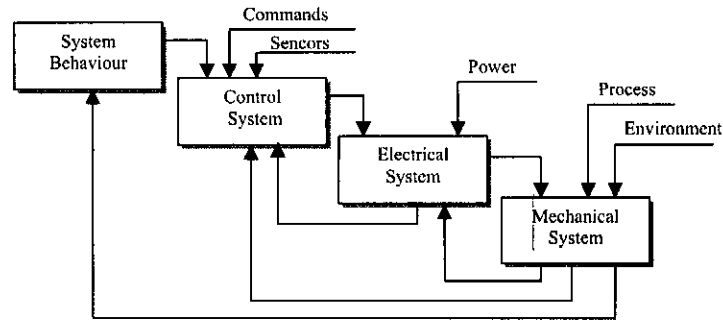 System
Behaviour
Commands
Sencors
Control
System
Power
Electrical
System
Process
Environment
Mechanical
System